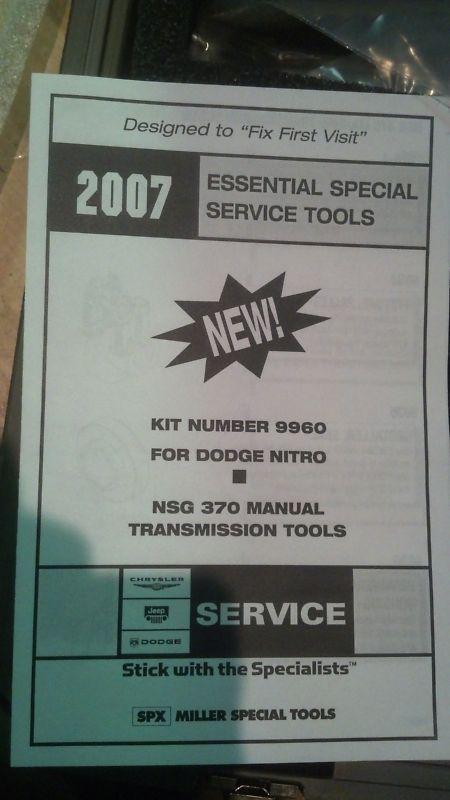 Designed to "Fix First Visit"
2007
ESSENTIAL SPECIAL
SERVICE TOOLS
NEW!
KIT NUMBER 9960
FOR DODGE NITRO
NSG 370 MANUAL
TRANSMISSION TOOLS
CHRYSLER
Jeep
DODGE
SERVICE
Stick with the Specialists™
SPX MILLER SPECIAL TOOLS